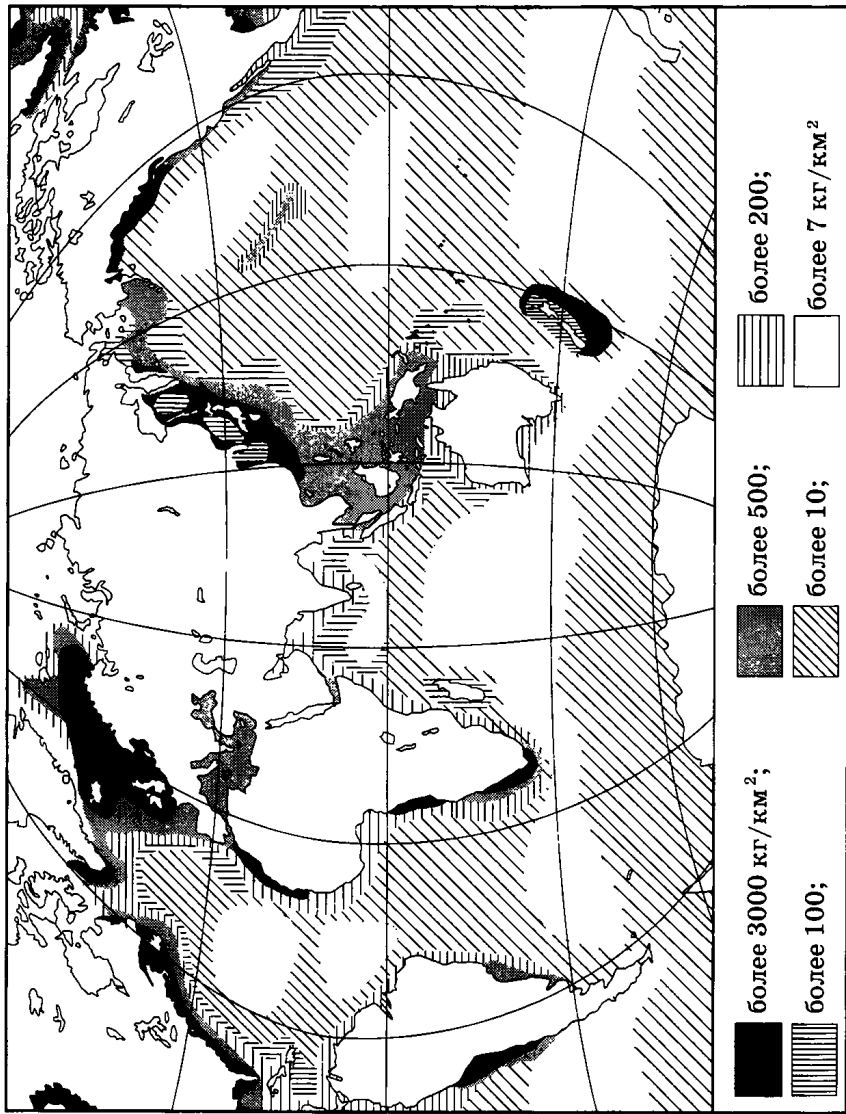 более 3000 кг/км²;
более 500;
более 200;
более 100;
более 10;
более 7 кг/км²